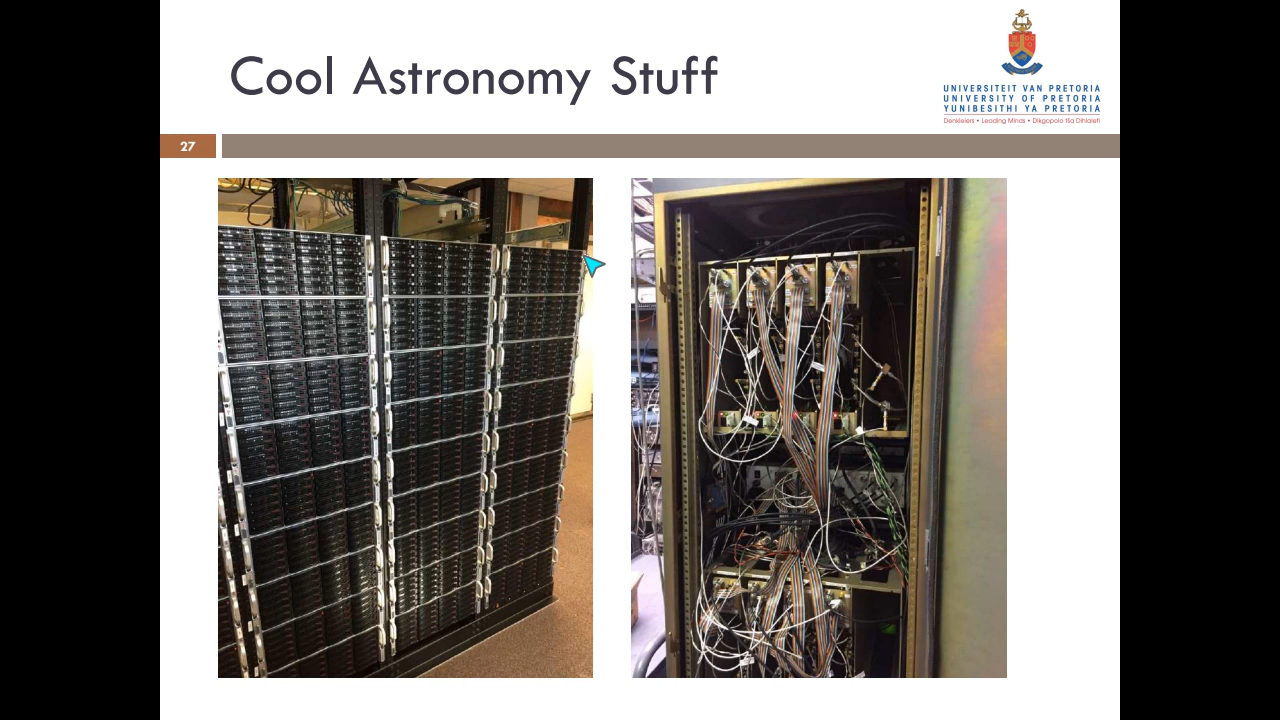 Cool Astronomy Stuff
UNIVERSITEIT VAN PRETORIA
UNIVERSITY OF PRETORIA
YUNIBESITHI YA PRETORIA
Denkleiers • Leading Minds • Dikgopolo tša Dihlalefi
27